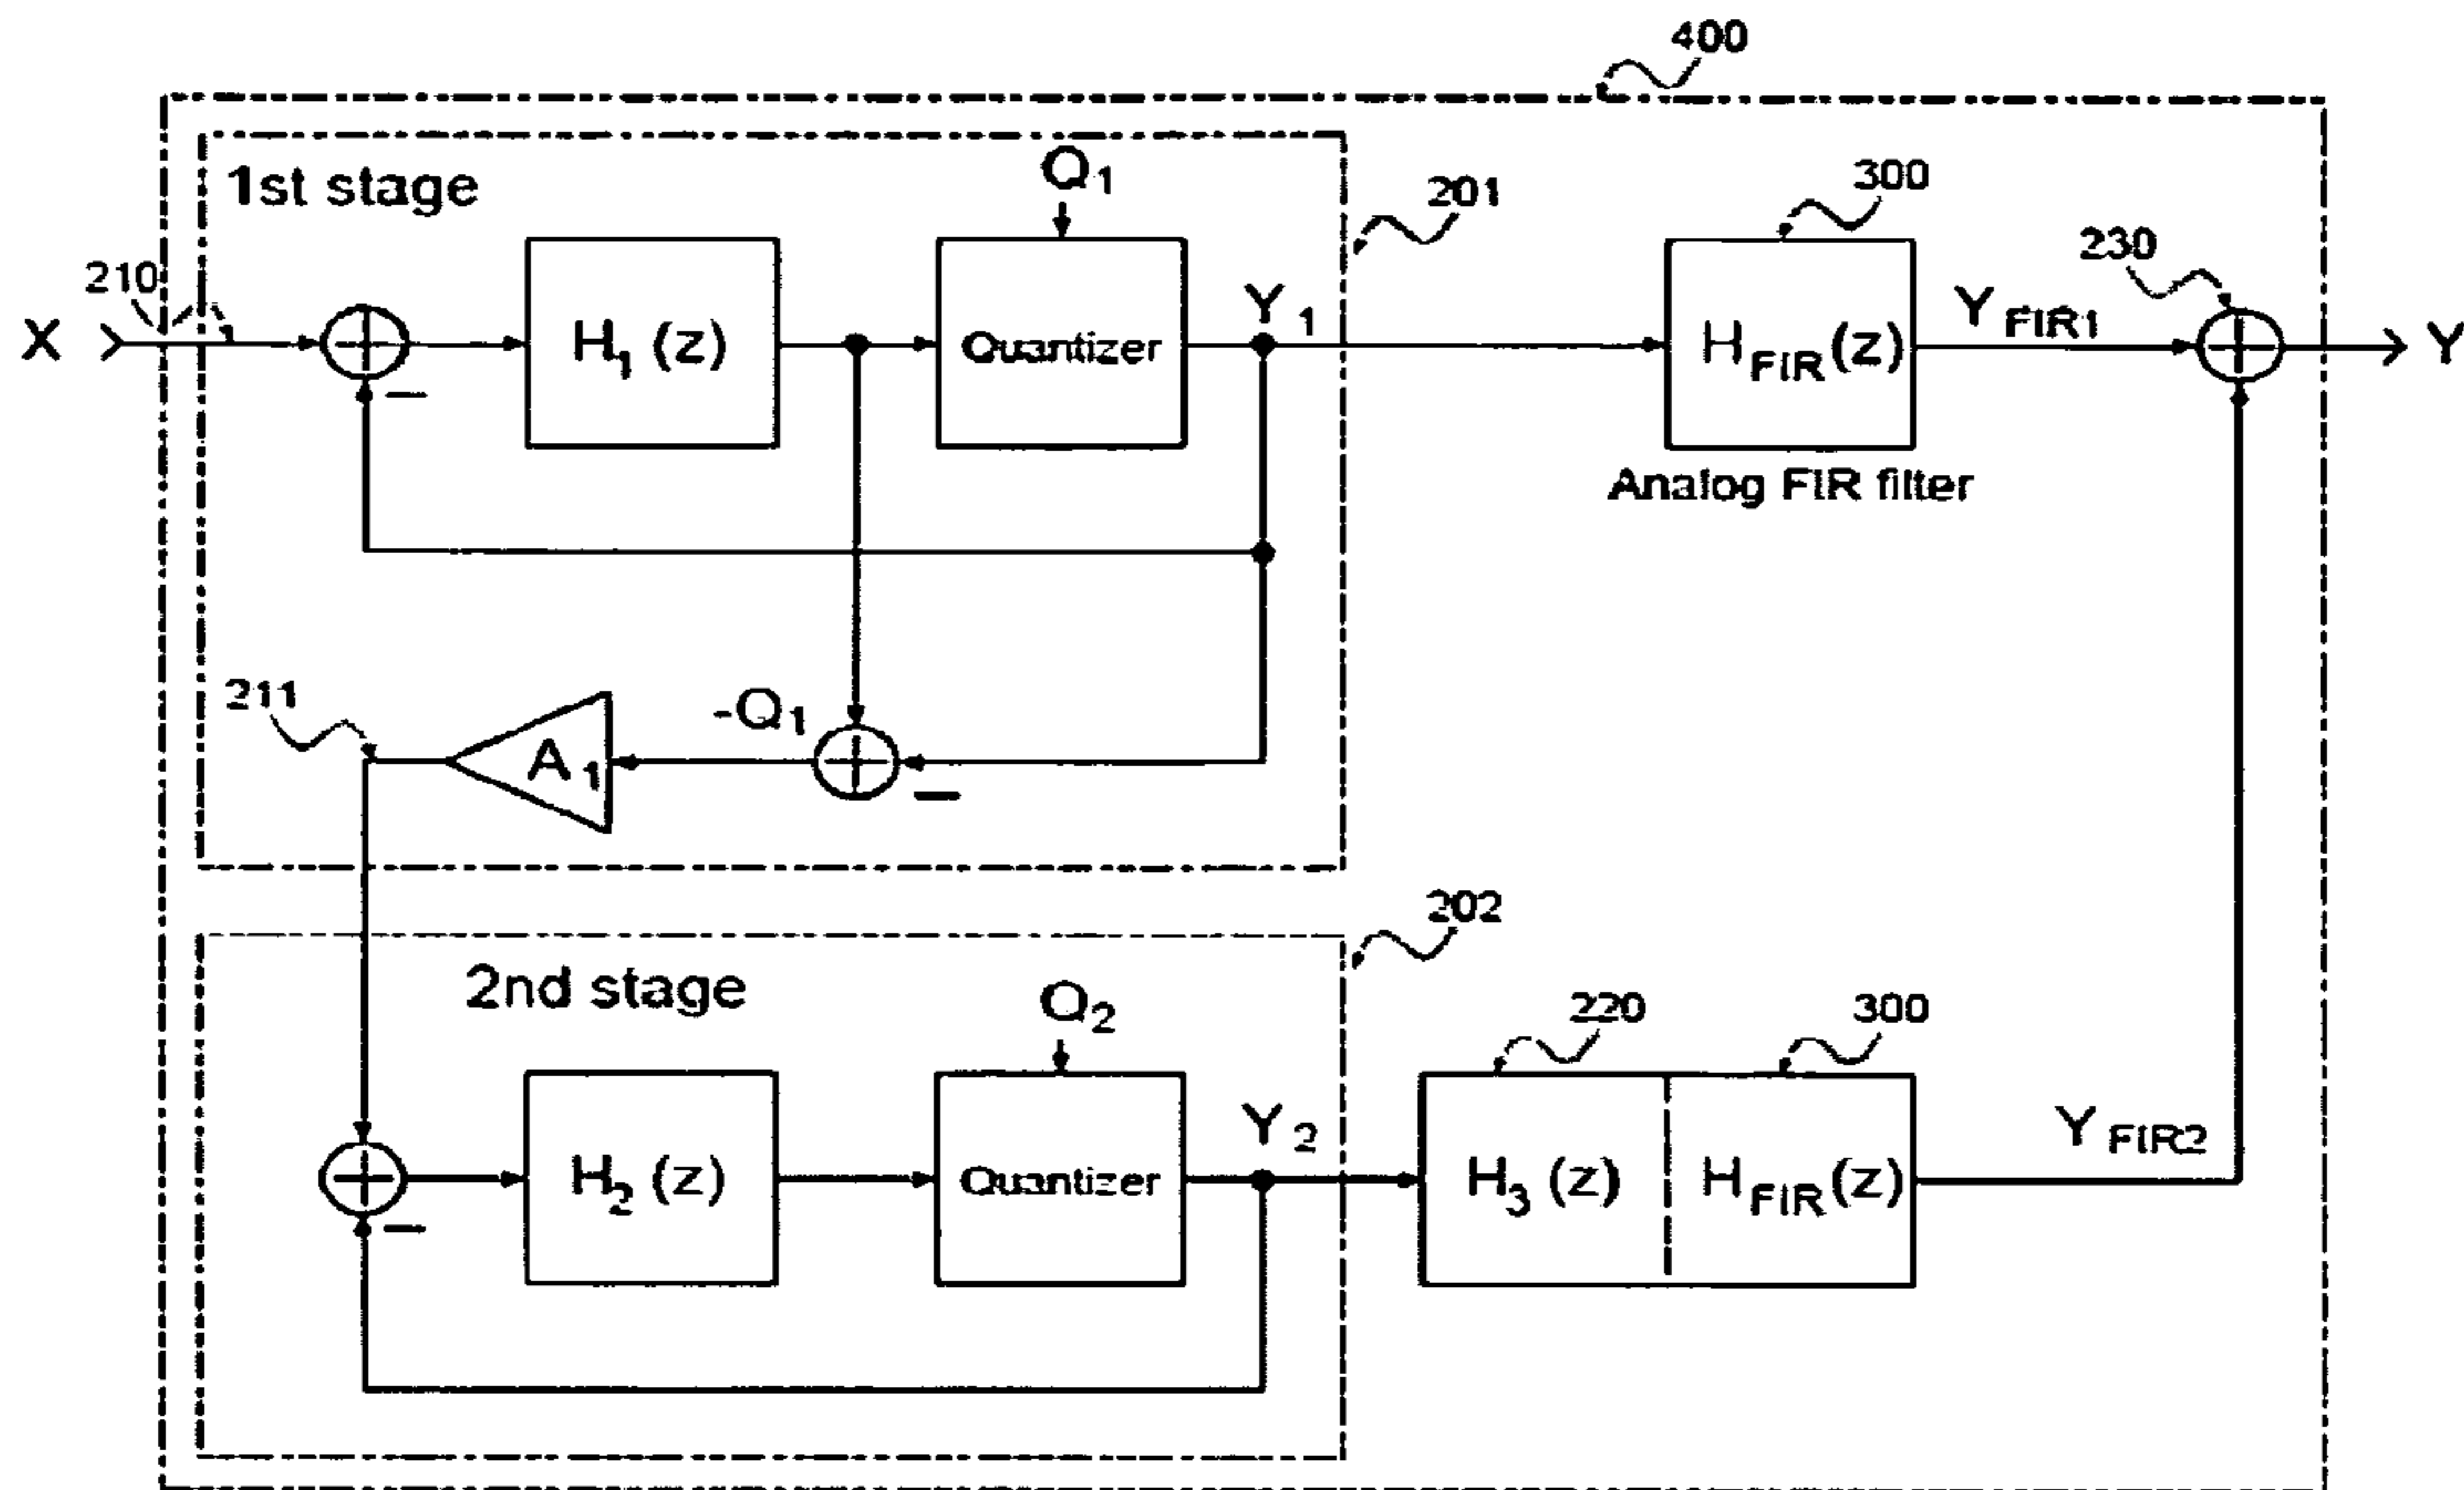 400
1st stage
Q1
201
300
230
210
X
H1 (z)
Quantizer
Y1
HFIR (z)
YFIR1
Y
Analog FIR filter
211
A1
-Q1
202
2nd stage
Q2
220
300
H2 (z)
Quantizer
Y2
H3 (z)
HFIR (z)
YFIR2